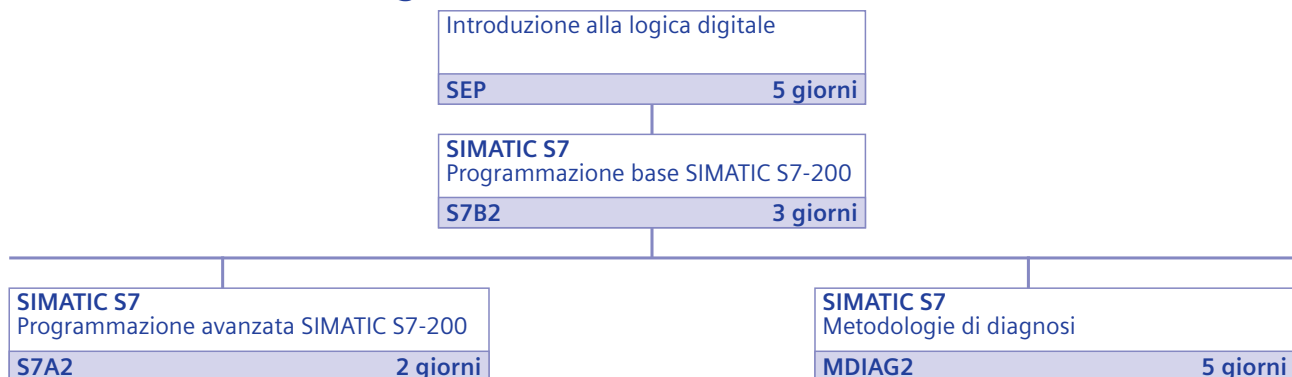 Introduzione alla logica digitale
SEP 5 giorni
SIMATIC S7
Programmazione base SIMATIC S7-200
S7B2 3 giorni
SIMATIC S7
Programmazione avanzata SIMATIC S7-200
S7A2 2 giorni
SIMATIC S7
Metodologie di diagnosi
MDIAG2 5 giorni